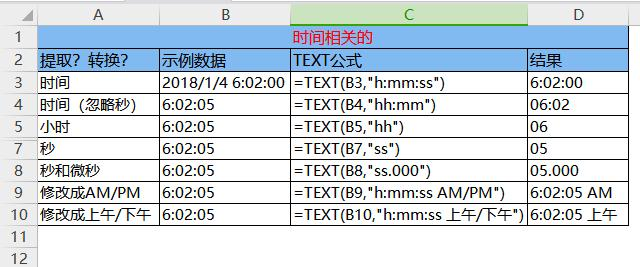 A B C D
1 时间相关的
2 提取？转换？ 示例数据 TEXT公式 结果
3 时间 2018/1/4 6:02:00 =TEXT(B3,"h:mm:ss") 6:02:00
4 时间（忽略秒） 6:02:05 =TEXT(B4,"hh:mm") 06:02
5 小时 6:02:05 =TEXT(B5,"hh") 06
7 秒 6:02:05 =TEXT(B7,"ss") 05
8 秒和微秒 6:02:05 =TEXT(B8,"ss.000") 05.000
9 修改成AM/PM 6:02:05 =TEXT(B9,"h:mm:ss AM/PM") 6:02:05 AM
10 修改成上午/下午 6:02:05 =TEXT(B10,"h:mm:ss 上午/下午") 6:02:05 上午
11
12